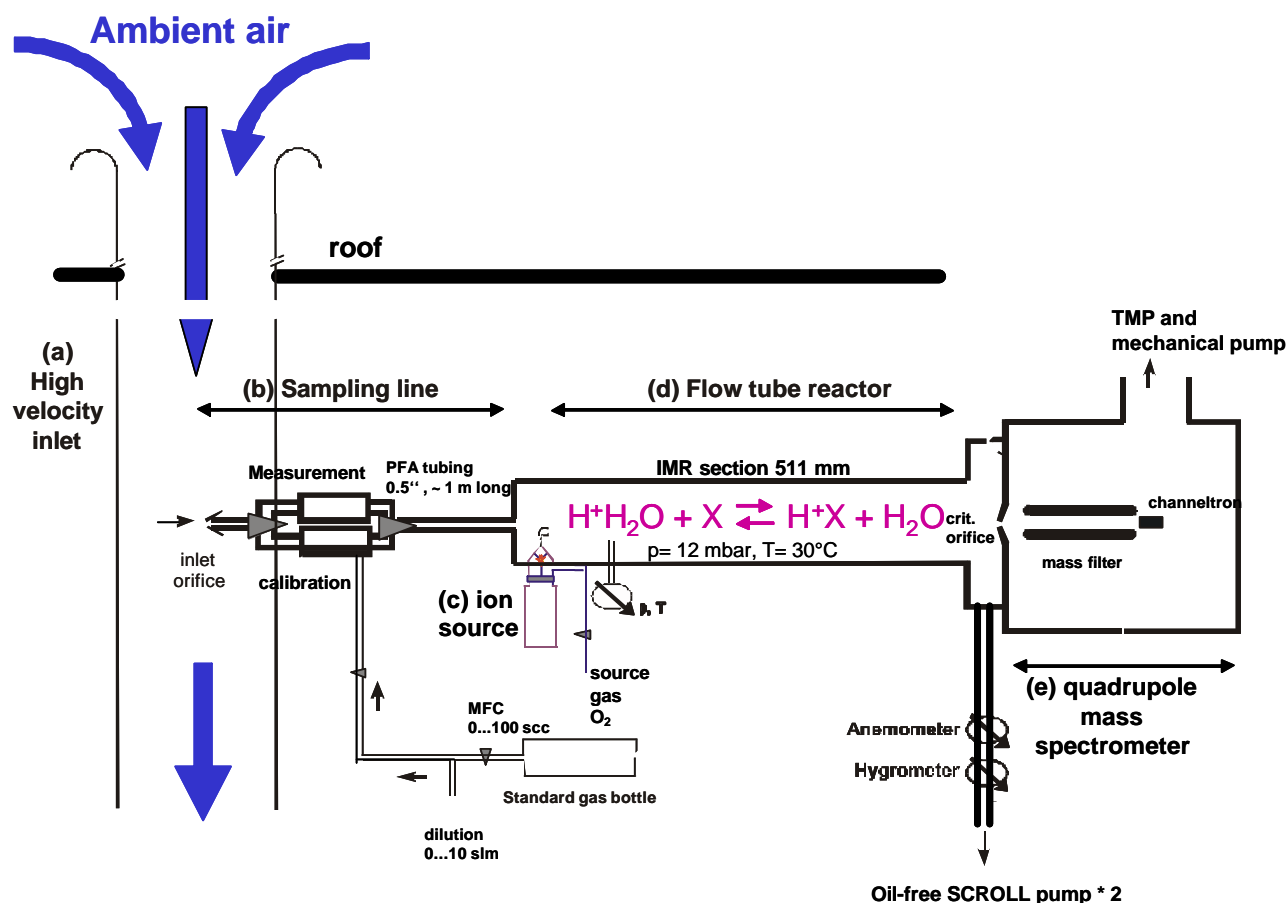 Ambient air
roof
TMP and
mechanical pump
(a)
High
velocity
inlet
(b) Sampling line
(d) Flow tube reactor
Measurement
PFA tubing
0.5“ , ~ 1 m long
IMR section 511 mm
channeltron
H⁺H₂O + X ⇌ H⁺X + H₂O
crit.
orifice
p= 12 mbar, T= 30°C
inlet
orifice
mass filter
calibration
(c) ion
source
p, T
source
gas
O₂
(e) quadrupole
mass
spectrometer
MFC
0...100 scc
Anemometer
Hygrometer
Standard gas bottle
dilution
0...10 slm
Oil-free SCROLL pump * 2